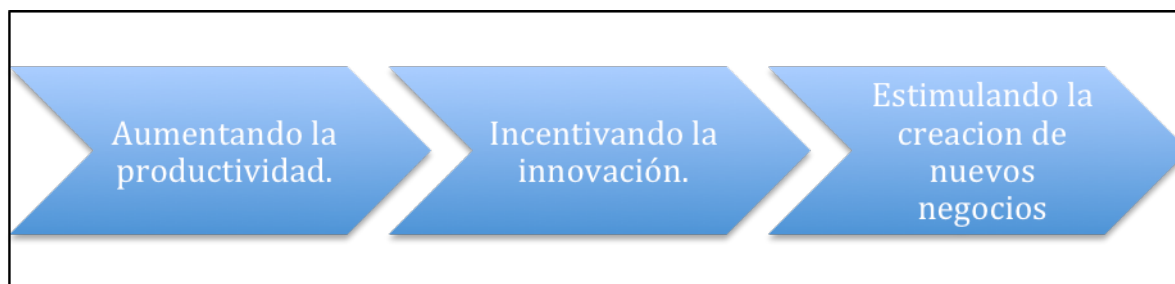 Aumentando la
productividad.
Incentivando la
innovación.
Estimulando la
creacion de
nuevos
negocios